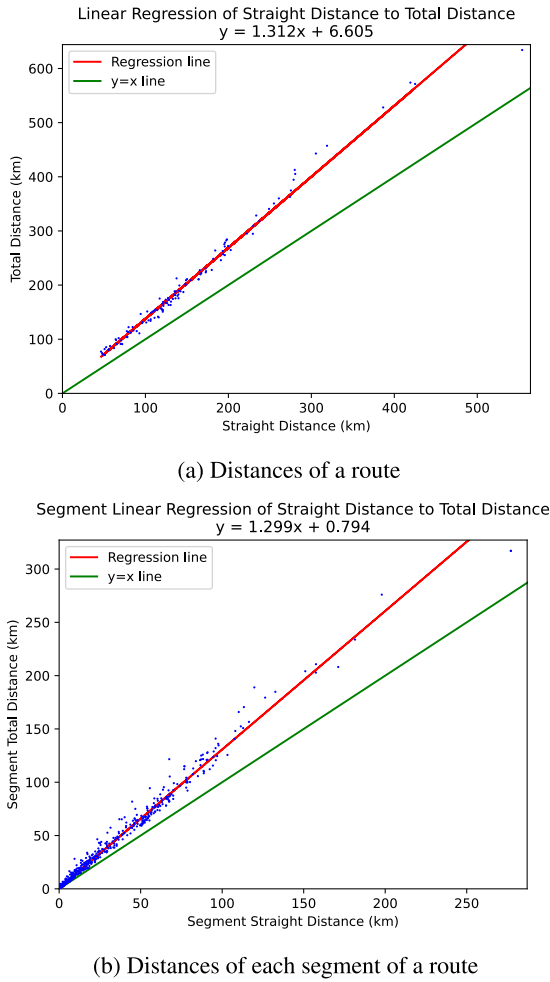 Linear Regression of Straight Distance to Total Distance
y = 1.312x + 6.605
Regression line
y=x line
600
500
400
300
200
100
0
Total Distance (km)
0 100 200 300 400 500
Straight Distance (km)
(a) Distances of a route
Segment Linear Regression of Straight Distance to Total Distance
y = 1.299x + 0.794
Regression line
y=x line
300
250
200
150
100
50
0
Segment Total Distance (km)
0 50 100 150 200 250
Segment Straight Distance (km)
(b) Distances of each segment of a route